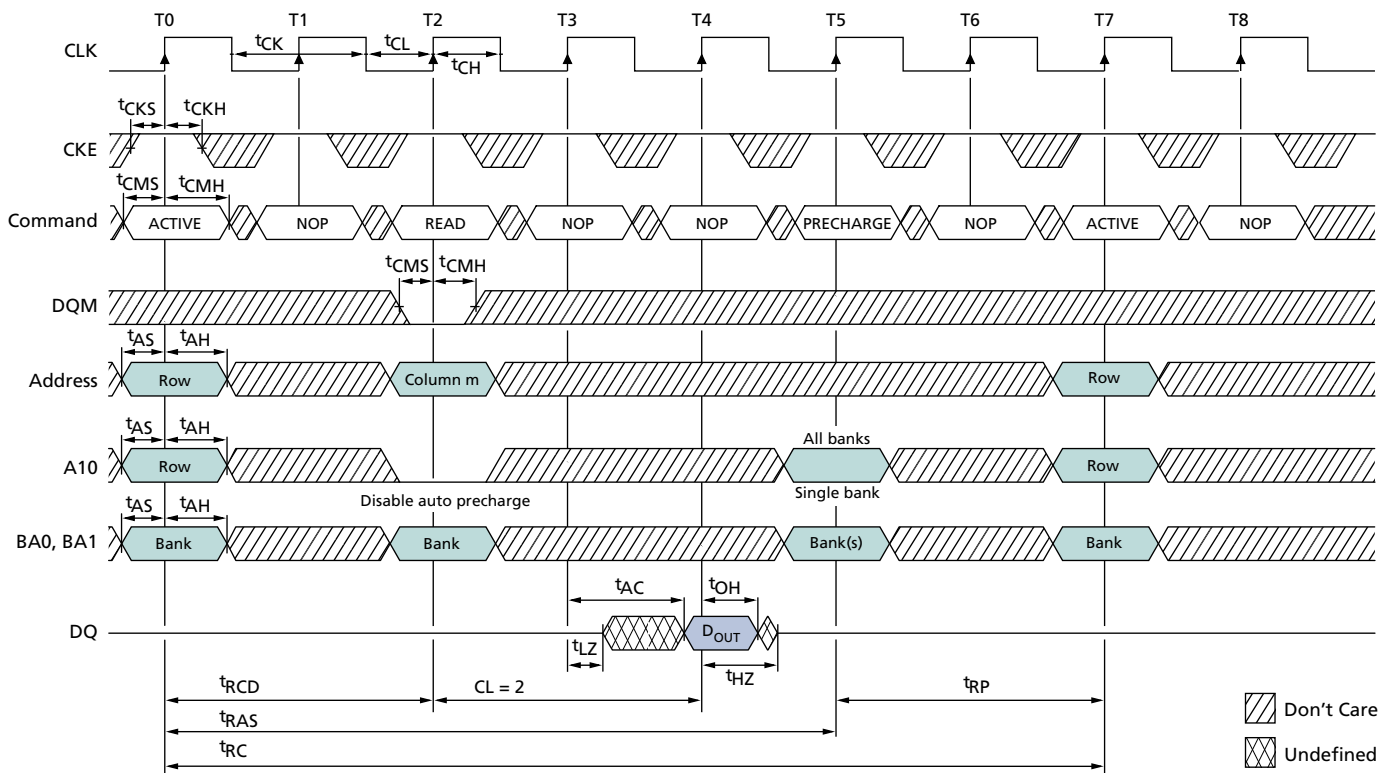 T0 T1 T2 T3 T4 T5 T6 T7 T8
CLK
tCK tCL
tCH
tCKS tCKH
CKE
tCMS tCMH
Command ACTIVE NOP READ NOP NOP PRECHARGE NOP ACTIVE NOP
tCMS tCMH
DQM
tAS tAH
Address Row Column m Row
tAS tAH
All banks
A10 Row Row
Disable auto precharge Single bank
tAS tAH
BA0, BA1 Bank Bank Bank(s) Bank
tAC tOH
DQ DOUT
tLZ tHZ
tRCD CL = 2 tRP
tRAS
tRC
Don't Care
Undefined